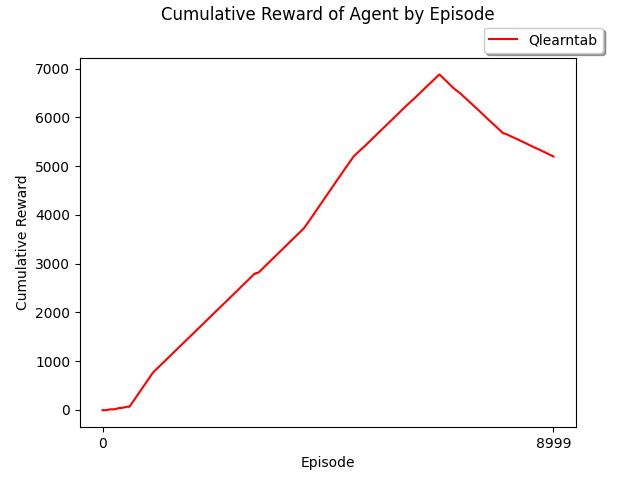 Cumulative Reward of Agent by Episode
Qlearntab
7000
6000
5000
4000
3000
2000
1000
0
Cumulative Reward
0 8999
Episode